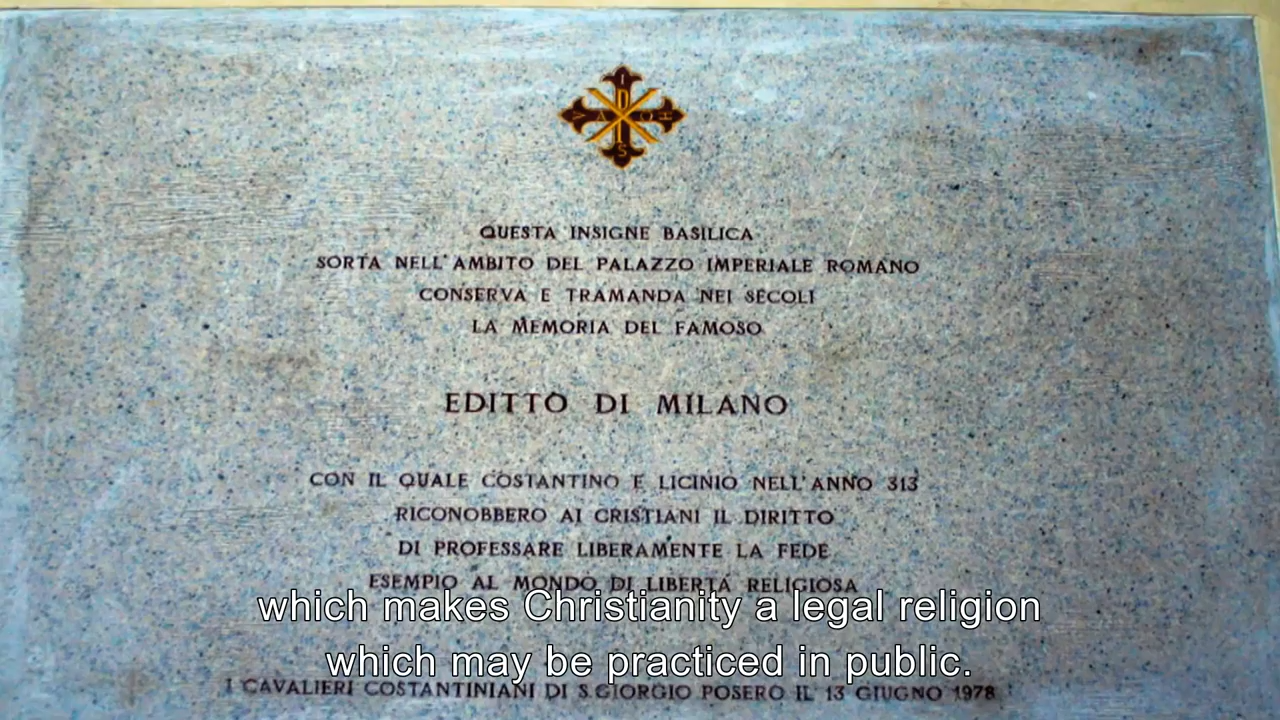 I
P
V A Ω H
S
QUESTA INSIGNE BASILICA
SORTA NELL'AMBITO DEL PALAZZO IMPERIALE ROMANO
CONSERVA E TRAMANDA NEI SECOLI
LA MEMORIA DEL FAMOSO
EDITTO DI MILANO
CON IL QUALE COSTANTINO E LICINIO NELL'ANNO 313
RICONOBBERO AI CRISTIANI IL DIRITTO
DI PROFESSARE LIBERAMENTE LA FEDE
ESEMPIO AL MONDO DI LIBERTÁ RELIGIOSA
which makes Christianity a legal religion
which may be practiced in public.
I CAVALIERI COSTANTINIANI DI S.GIORGIO POSERO IL 13 GIUGNO 1978